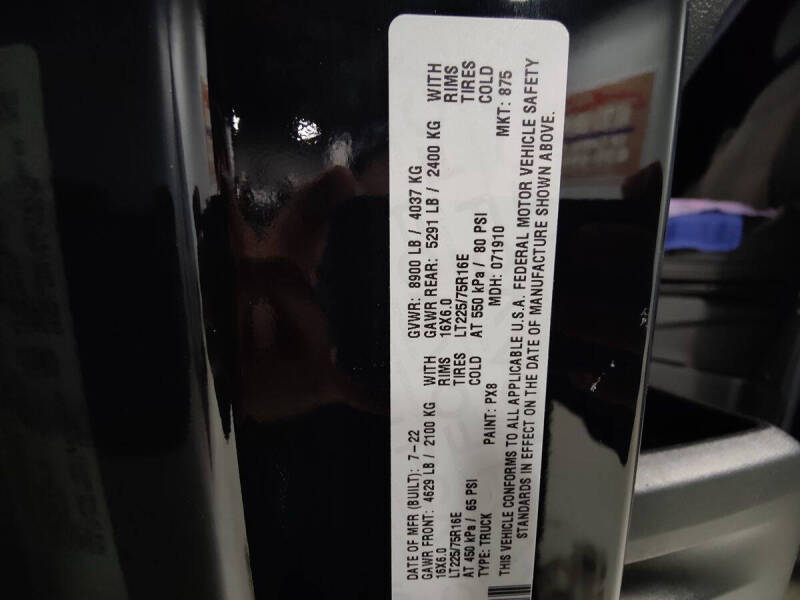 DATE OF MFR (BUILT): 7-22 GVWR: 8900 LB / 4037 KG
GAWR FRONT: 4629 LB / 2100 KG WITH GAWR REAR: 5291 LB / 2400 KG WITH
16X6.0 RIMS 16X6.0 RIMS
LT225/75R16E TIRES LT225/75R16E TIRES
AT 450 kPa / 65 PSI COLD AT 550 kPa / 80 PSI COLD
TYPE: TRUCK PAINT: PX8 MDH: 071910 MKT: 875
THIS VEHICLE CONFORMS TO ALL APPLICABLE U.S.A. FEDERAL MOTOR VEHICLE SAFETY
STANDARDS IN EFFECT ON THE DATE OF MANUFACTURE SHOWN ABOVE.